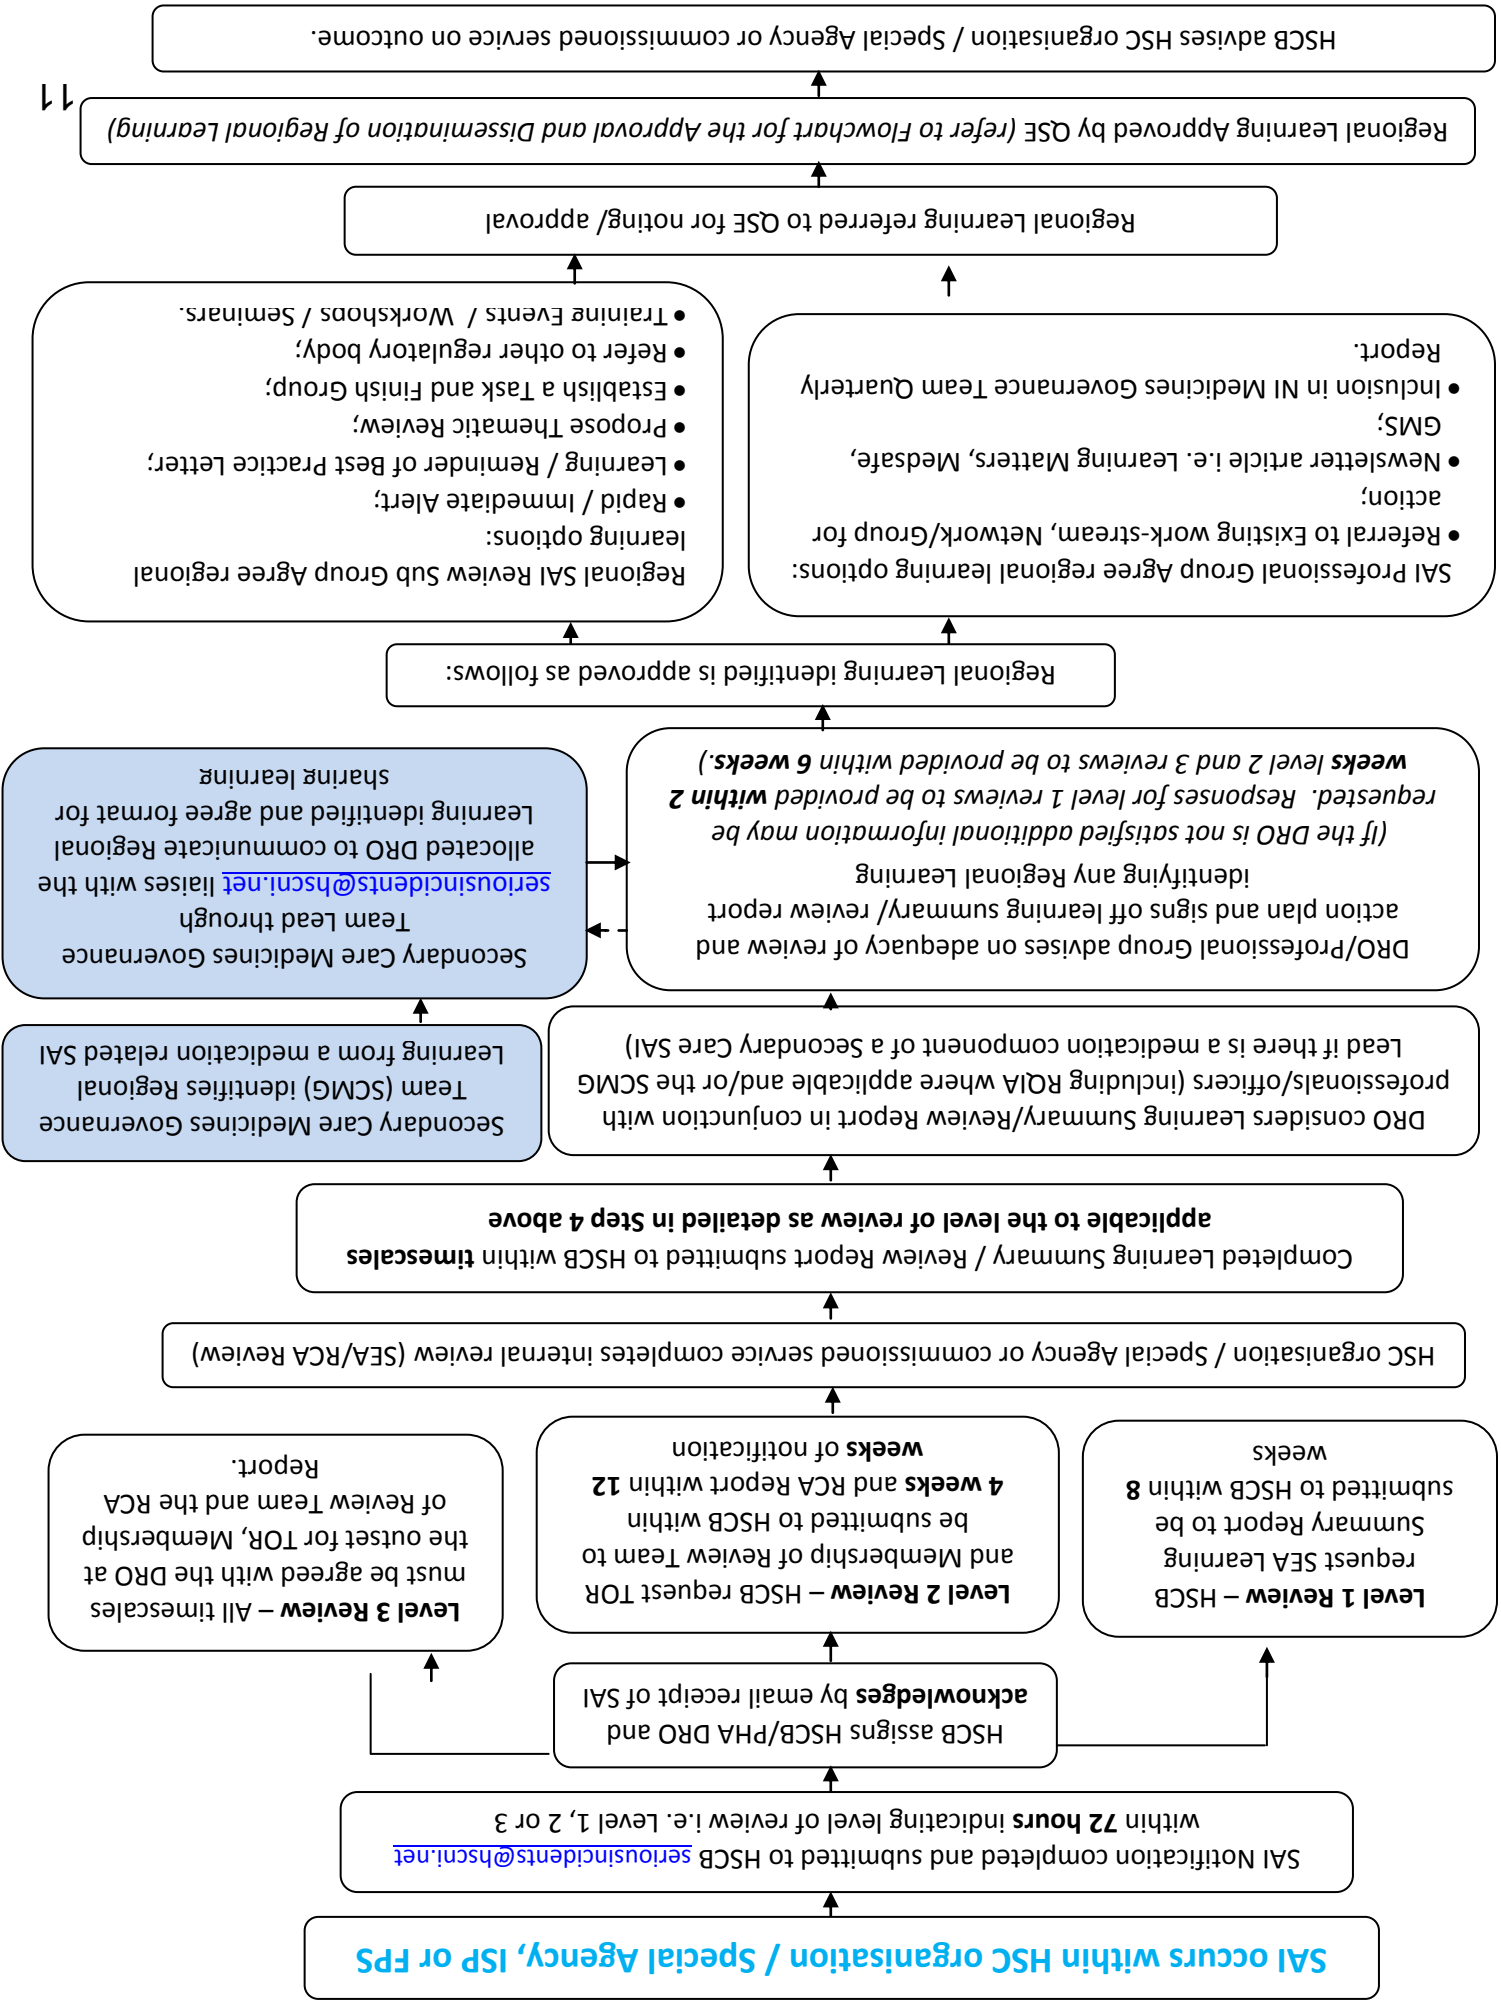 SAI occurs within HSC organisation / Special Agency, ISP or FPS
SAI Notification completed and submitted to HSCB seriousincidents@hscni.net
within 72 hours indicating level of review i.e. Level 1, 2 or 3
HSCB assigns HSCB/PHA DRO and
acknowledges by email receipt of SAI
Level 1 Review – HSCB
request SEA Learning
Summary Report to be
submitted to HSCB within 8
weeks
Level 2 Review – HSCB request TOR
and Membership of Review Team to
be submitted to HSCB within
4 weeks and RCA Report within 12
weeks of notification
Level 3 Review – All timescales
must be agreed with the DRO at
the outset for TOR, Membership
of Review Team and the RCA
Report.
HSC organisation / Special Agency or commissioned service completes internal review (SEA/RCA Review)
Completed Learning Summary / Review Report submitted to HSCB within timescales
applicable to the level of review as detailed in Step 4 above
DRO considers Learning Summary/Review Report in conjunction with
professionals/officers (including RQIA where applicable and/or the SCMG
Lead if there is a medication component of a Secondary Care SAI)
Secondary Care Medicines Governance
Team (SCMG) identifies Regional
Learning from a medication related SAI
DRO/Professional Group advises on adequacy of review and
action plan and signs off learning summary/ review report
identifying any Regional Learning
(If the DRO is not satisfied additional information may be
requested. Responses for level 1 reviews to be provided within 2
weeks level 2 and 3 reviews to be provided within 6 weeks.)
Secondary Care Medicines Governance
Team Lead through
seriousincidents@hscni.net liaises with the
allocated DRO to communicate Regional
Learning identified and agree format for
sharing learning
Regional Learning identified is approved as follows:
SAI Professional Group Agree regional learning options:
• Referral to Existing work-stream, Network/Group for
action;
• Newsletter article i.e. Learning Matters, Medsafe,
GMS;
• Inclusion in NI Medicines Governance Team Quarterly
Report.
Regional SAI Review Sub Group Agree regional
learning options:
• Rapid / Immediate Alert;
• Learning / Reminder of Best Practice Letter;
• Propose Thematic Review;
• Establish a Task and Finish Group;
• Refer to other regulatory body;
• Training Events / Workshops / Seminars.
Regional Learning referred to QSE for noting/ approval
Regional Learning Approved by QSE (refer to Flowchart for the Approval and Dissemination of Regional Learning)
HSCB advises HSC organisation / Special Agency or commissioned service on outcome.
11